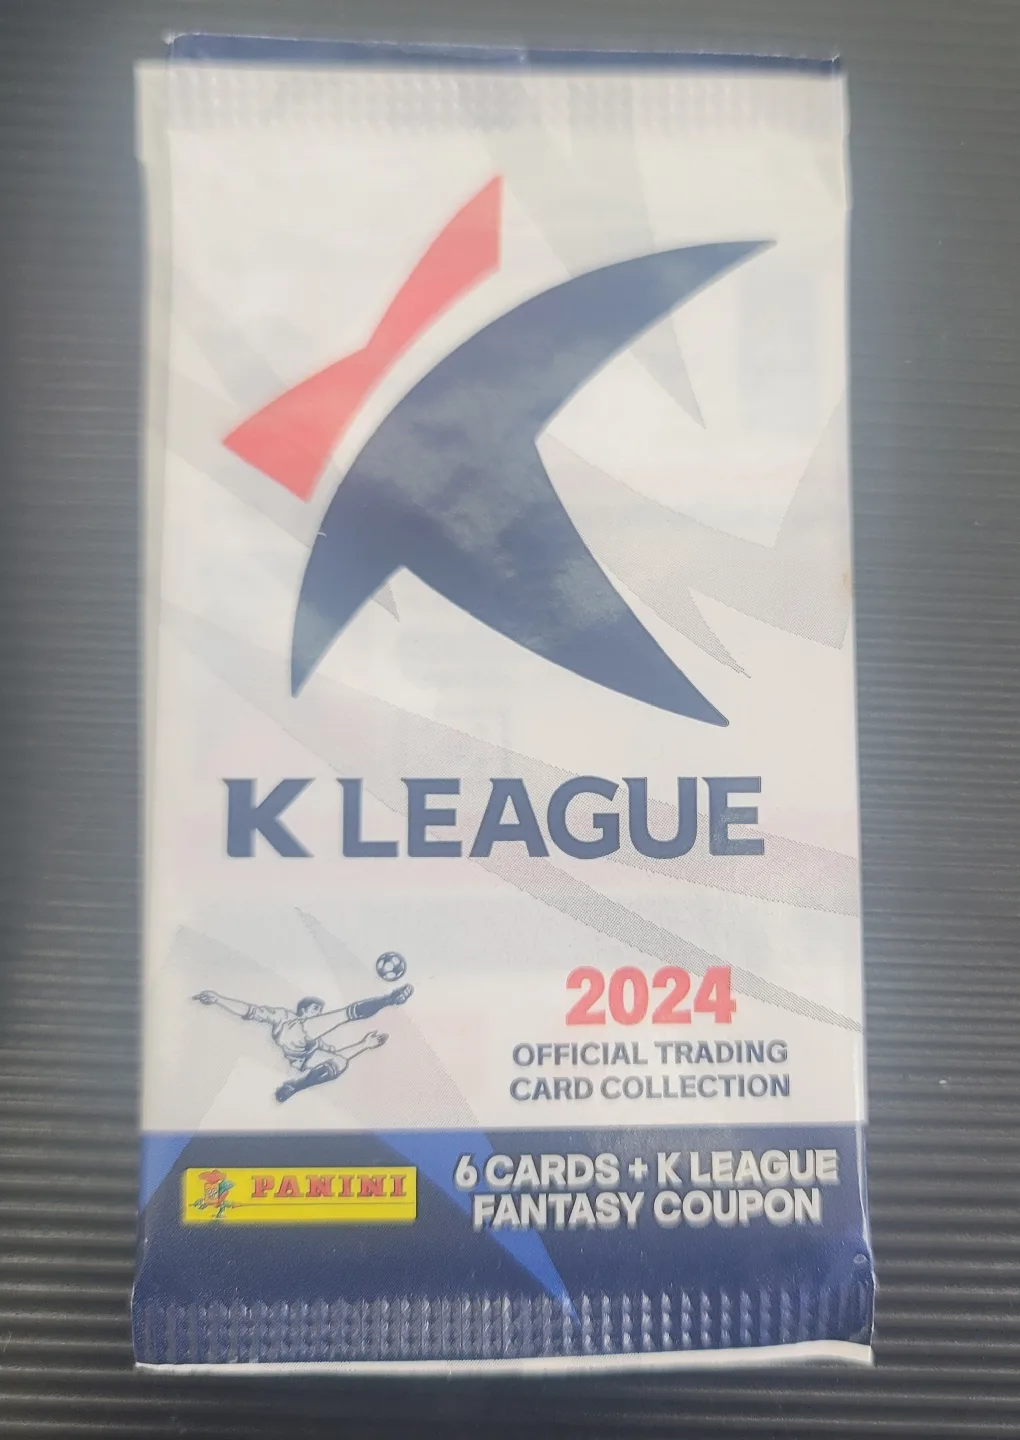 K LEAGUE
2024
OFFICIAL TRADING
CARD COLLECTION
PANINI
6 CARDS + K LEAGUE
FANTASY COUPON